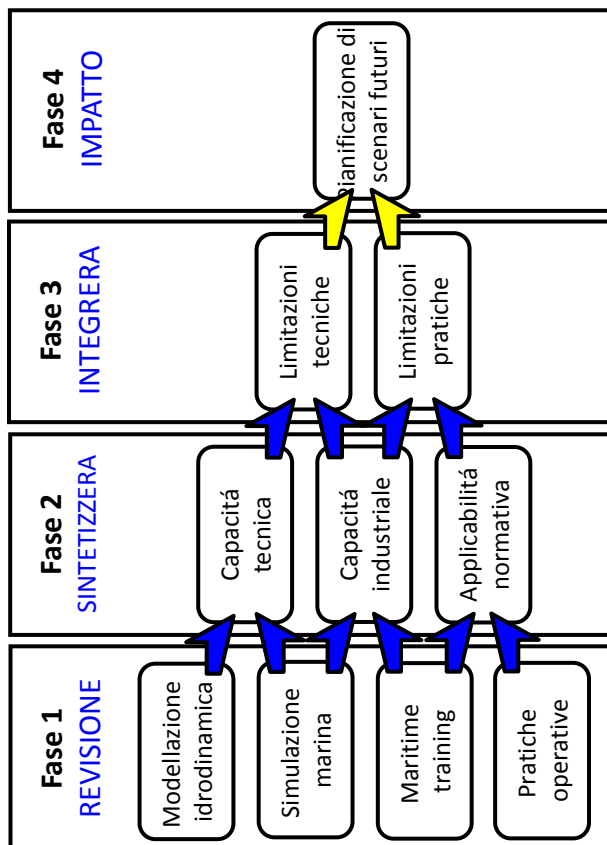 Fase 1
REVISIONE
Modellazione
idrodinamica
Simulazione
marina
Maritime
training
Pratiche
operative
Fase 2
SINTETIZZERA
Capacitá
tecnica
Capacitá
industriale
Applicabilitá
normativa
Fase 3
INTEGRERA
Limitazioni
tecniche
Limitazioni
pratiche
Fase 4
IMPATTO
Pianificazione di
scenari futuri